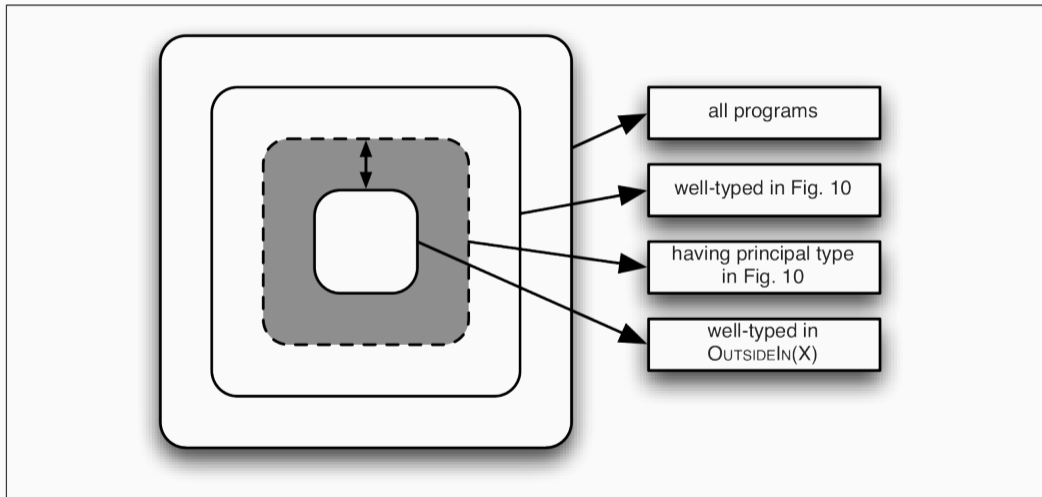 all programs
well-typed in Fig. 10
having principal type
in Fig. 10
well-typed in
OUTSIDEIN(X)